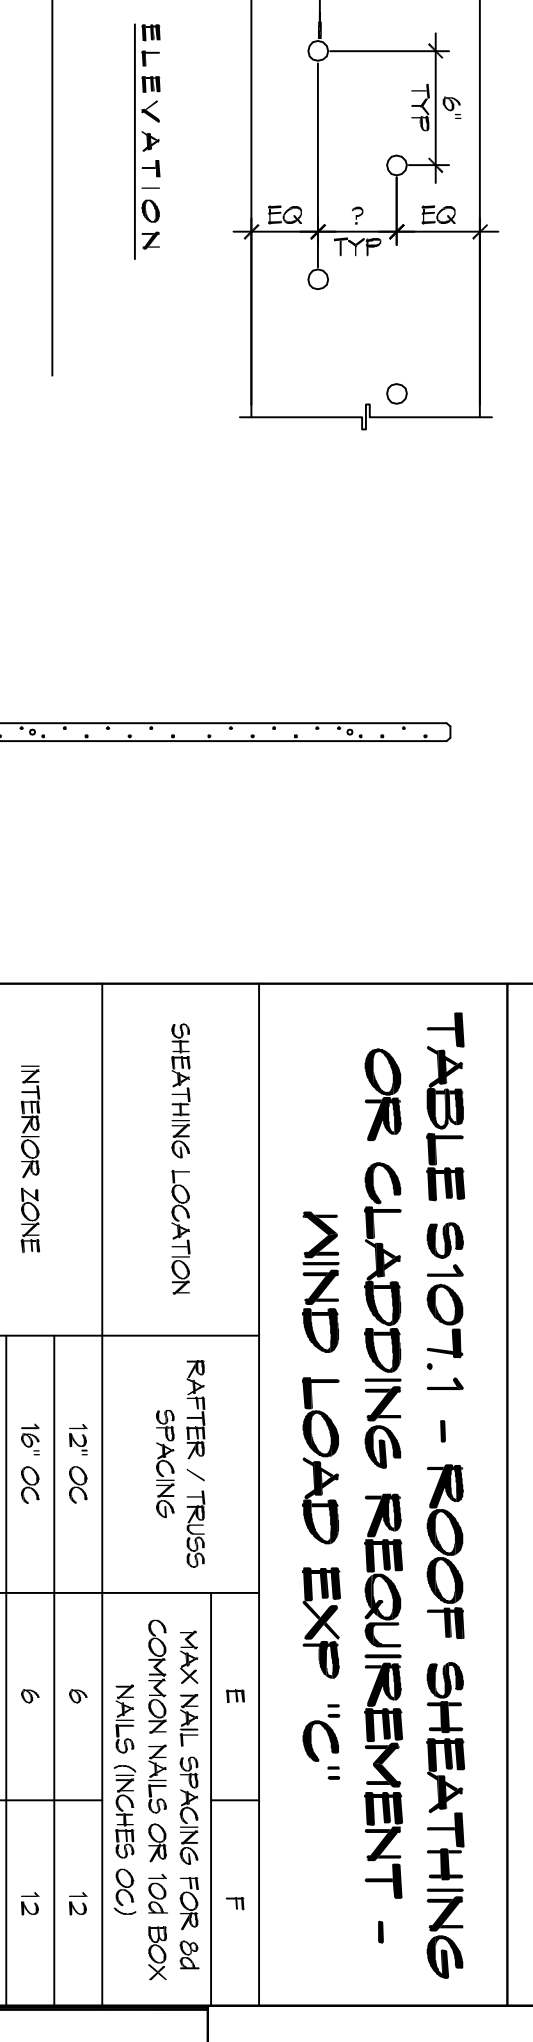 6"
TYP
EQ
?
TYP
EQ
ELEVATION
TABLE S107.1 - ROOF SHEATHING
OR CLADDING REQUIREMENT -
WIND LOAD EXP "C"
SHEATHING LOCATION
RAFTER / TRUSS
SPACING
E
F
MAX NAIL SPACING FOR 8d
COMMON NAILS OR 10d BOX
NAILS (INCHES OC)
INTERIOR ZONE
12" OC
6
12
16" OC
6
12